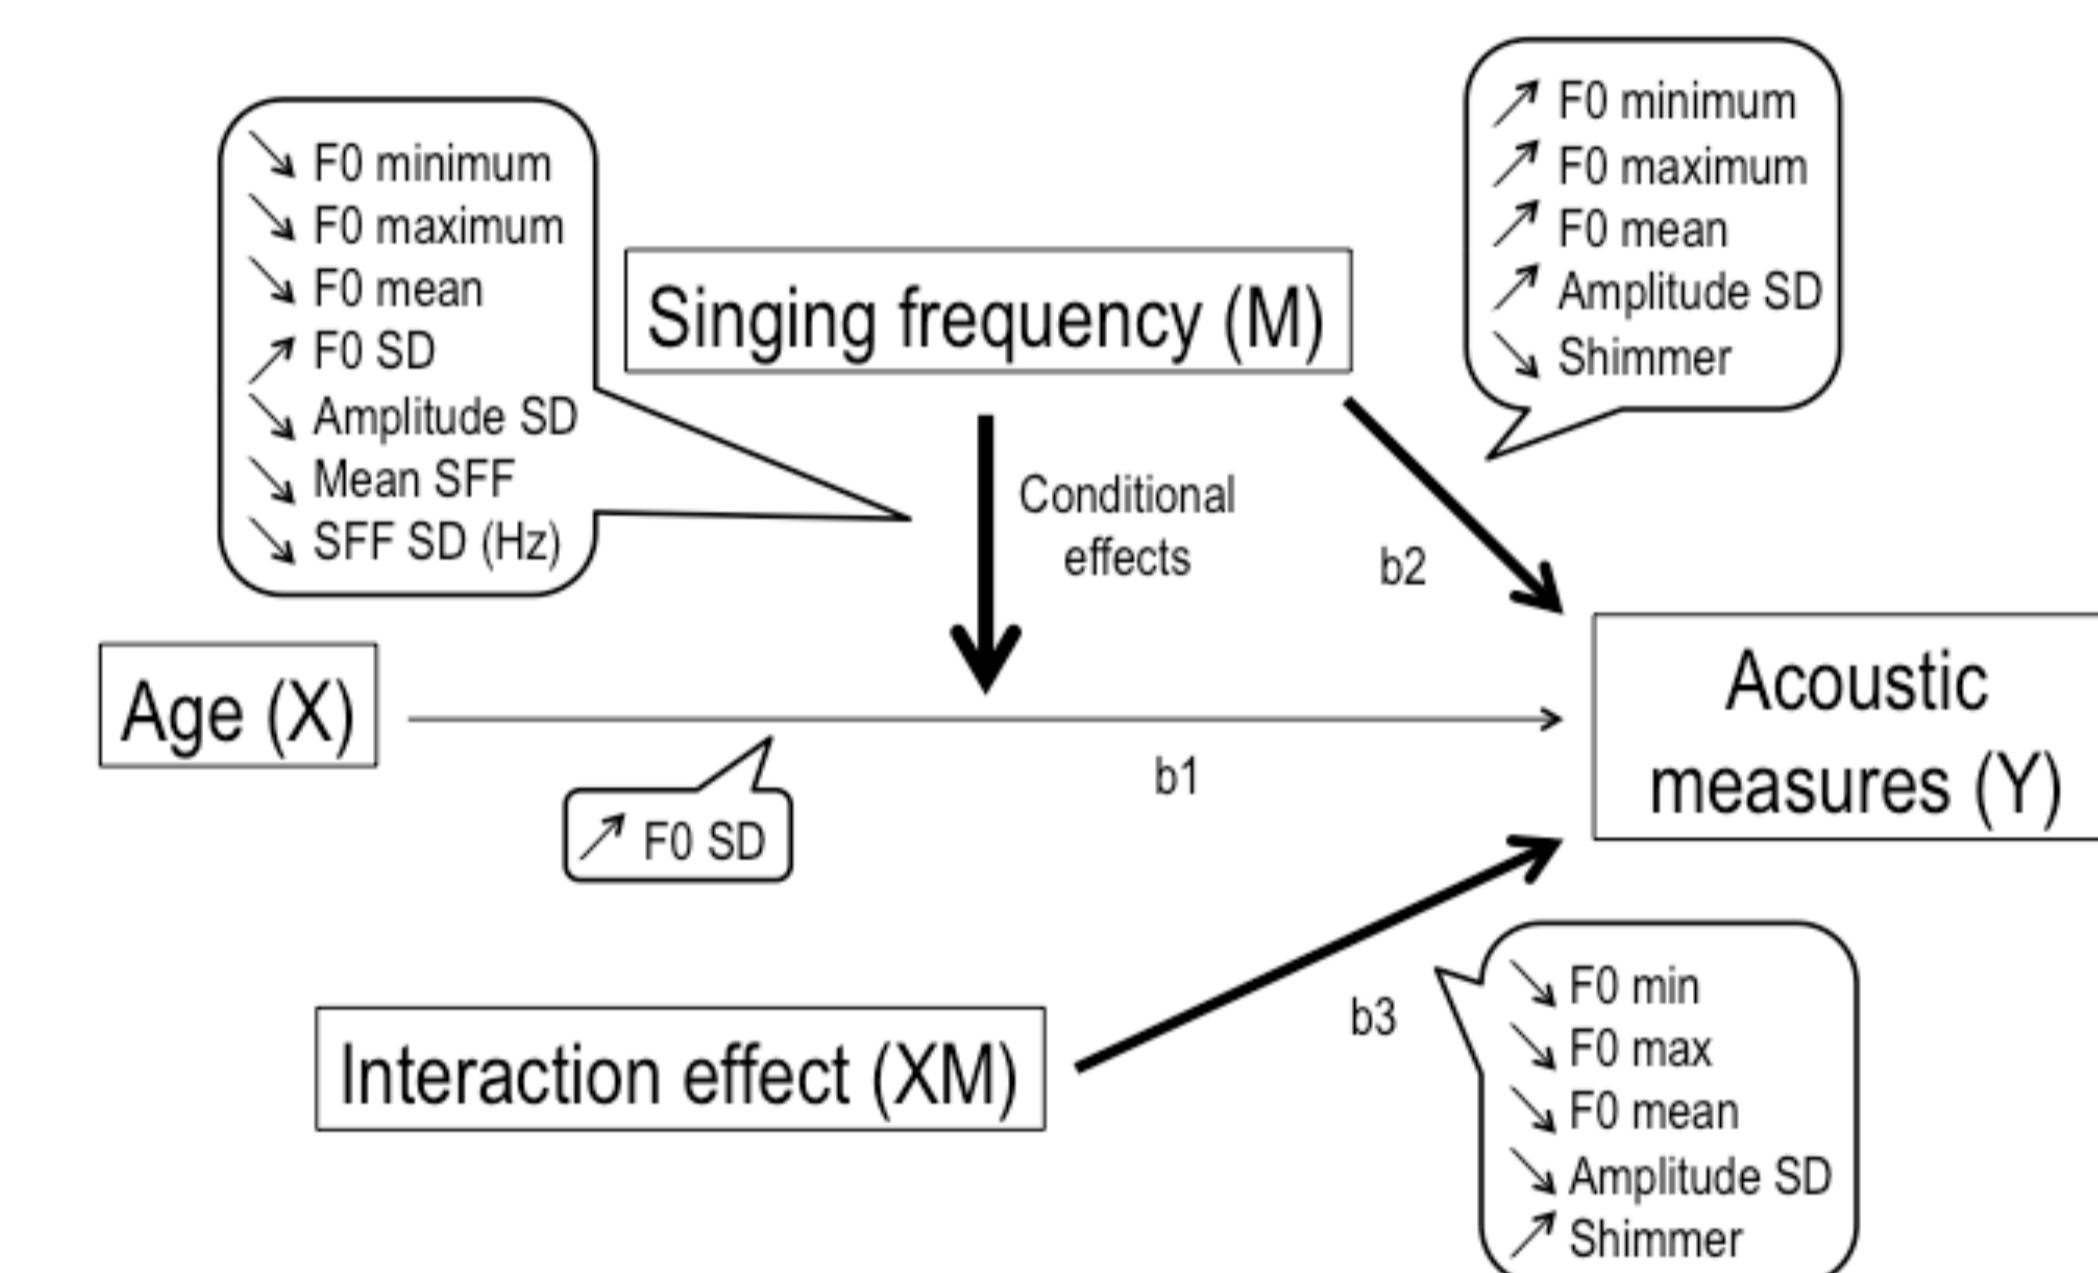 F0 minimum
F0 maximum
F0 mean
F0 SD
Amplitude SD
Mean SFF
SFF SD (Hz)
Singing frequency (M)
F0 minimum
F0 maximum
F0 mean
Amplitude SD
Shimmer
Conditional
effects
b2
Age (X)
Acoustic
measures (Y)
b1
F0 SD
Interaction effect (XM)
b3
F0 min
F0 max
F0 mean
Amplitude SD
Shimmer